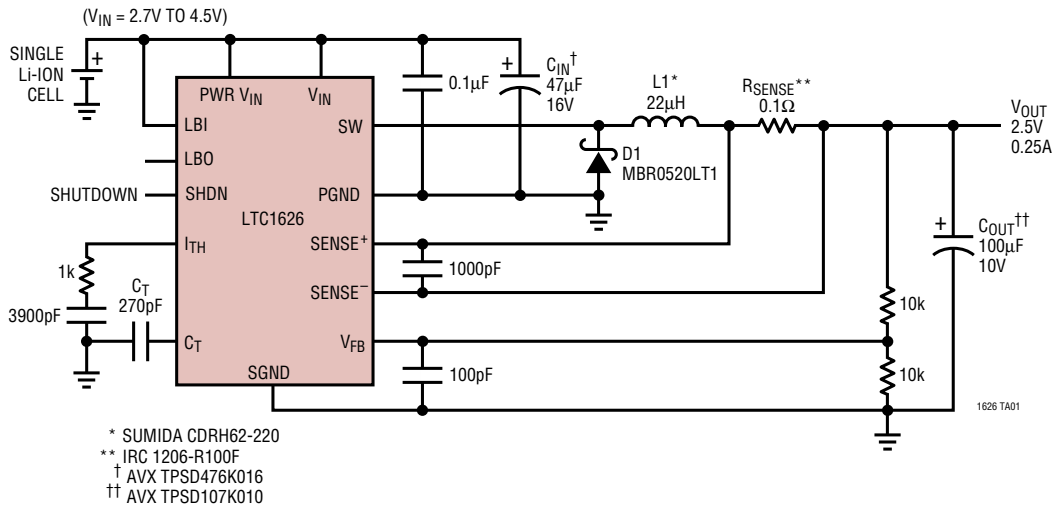 (VIN = 2.7V TO 4.5V)
SINGLE
Li-ION
CELL
+
PWR VIN
VIN
LBI
LBO
SHUTDOWN
SHDN
LTC1626
SW
PGND
ITH
SENSE+
SENSE–
CT
VFB
SGND
0.1µF
+
CIN†
47µF
16V
L1*
22µH
RSENSE**
0.1Ω
D1
MBR0520LT1
VOUT
2.5V
0.25A
+
COUT††
100µF
10V
1k
3900pF
CT
270pF
1000pF
100pF
10k
10k
1626 TA01
* SUMIDA CDRH62-220
** IRC 1206-R100F
† AVX TPSD476K016
†† AVX TPSD107K010